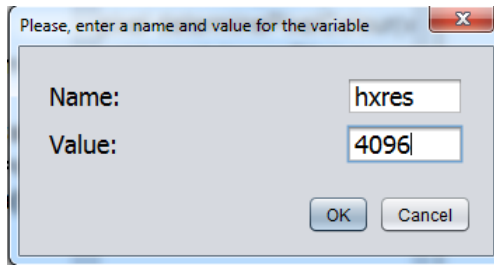 Please, enter a name and value for the variable
Name: hxres
Value: 4096
OK Cancel